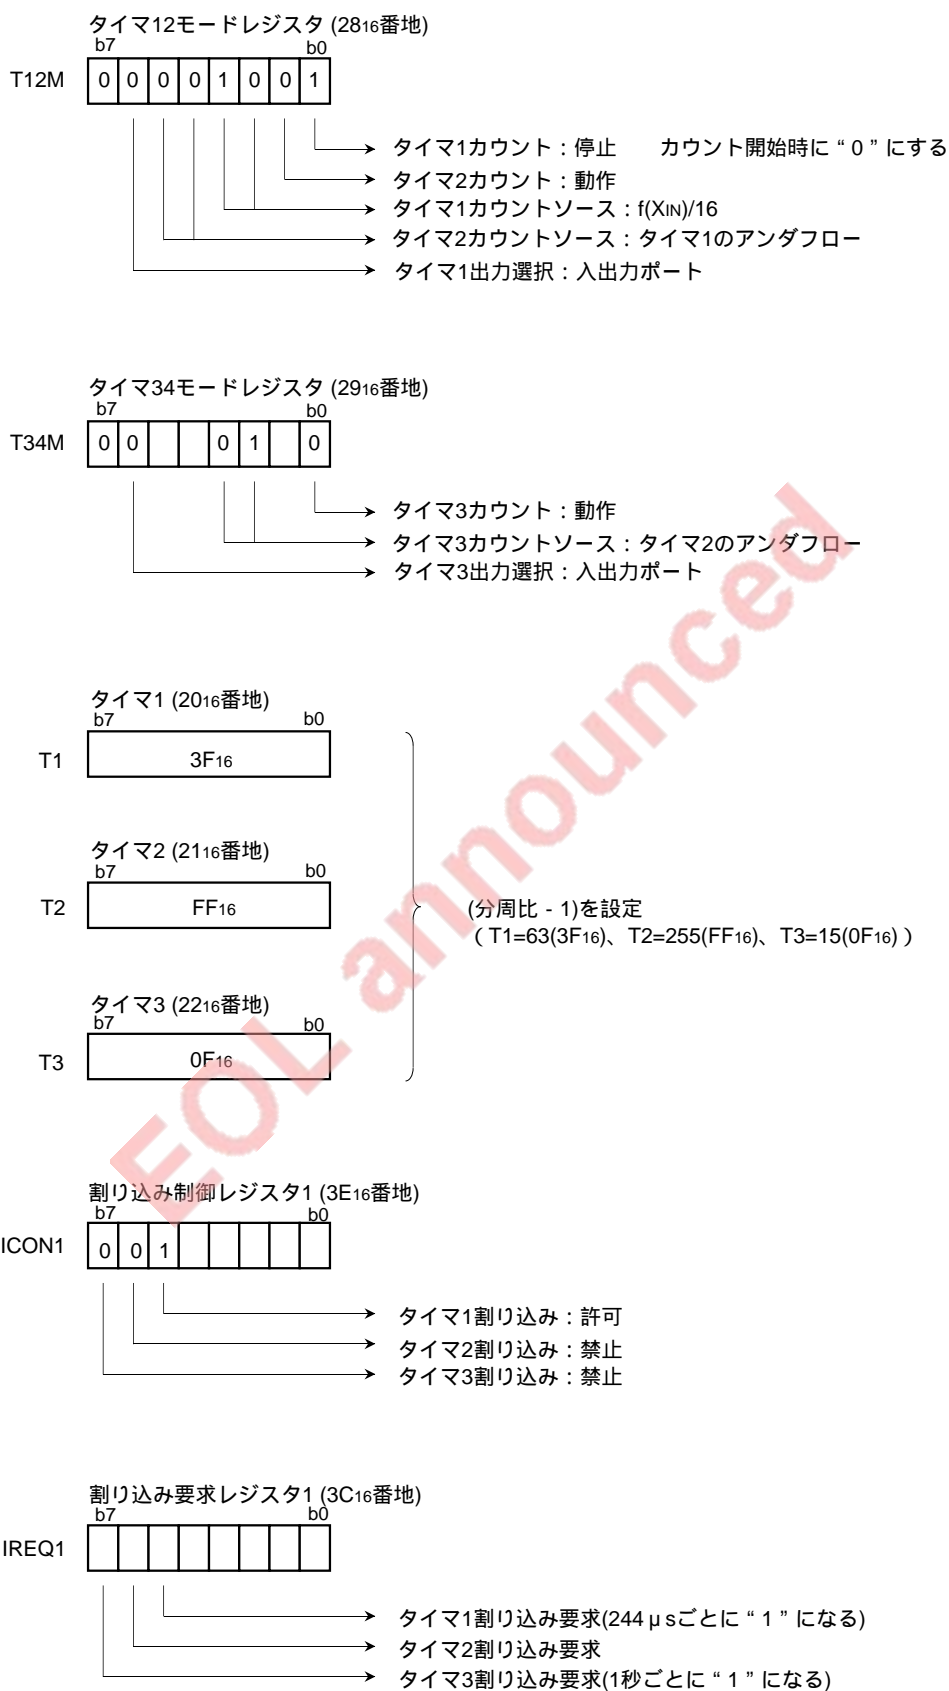 タイマ12モードレジスタ (2816番地)
b7 b0
T12M 0 0 0 0 1 0 0 1
タイマ1カウント：停止 カウント開始時に“0”にする
タイマ2カウント：動作
タイマ1カウントソース：f(XIN)/16
タイマ2カウントソース：タイマ1のアンダフロー
タイマ1出力選択：入出力ポート
タイマ34モードレジスタ (2916番地)
b7 b0
T34M 0 0 0 1 0
タイマ3カウント：動作
タイマ3カウントソース：タイマ2のアンダフロー
タイマ3出力選択：入出力ポート
タイマ1 (2016番地)
b7 b0
T1 3F16
タイマ2 (2116番地)
b7 b0
T2 FF16
(分周比 - 1)を設定
（T1=63(3F16)、T2=255(FF16)、T3=15(0F16)）
タイマ3 (2216番地)
b7 b0
T3 0F16
割り込み制御レジスタ1 (3E16番地)
b7 b0
ICON1 0 0 1
タイマ1割り込み：許可
タイマ2割り込み：禁止
タイマ3割り込み：禁止
割り込み要求レジスタ1 (3C16番地)
b7 b0
IREQ1
タイマ1割り込み要求(244μsごとに“1”になる)
タイマ2割り込み要求
タイマ3割り込み要求(1秒ごとに“1”になる)
EOL announced